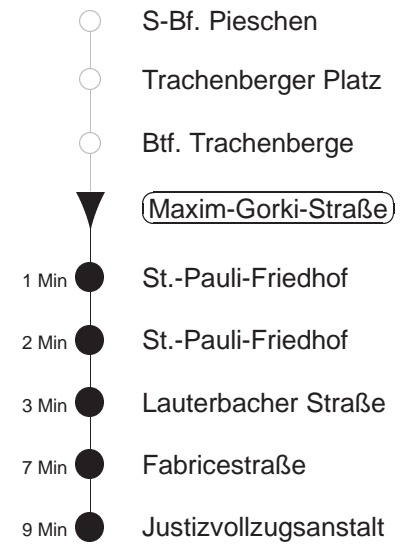 S-Bf. Pieschen
Trachenberger Platz
Btf. Trachenberge
Maxim-Gorki-Straße
1 Min St.-Pauli-Friedhof
2 Min St.-Pauli-Friedhof
3 Min Lauterbacher Straße
7 Min Fabricestraße
9 Min Justizvollzugsanstalt